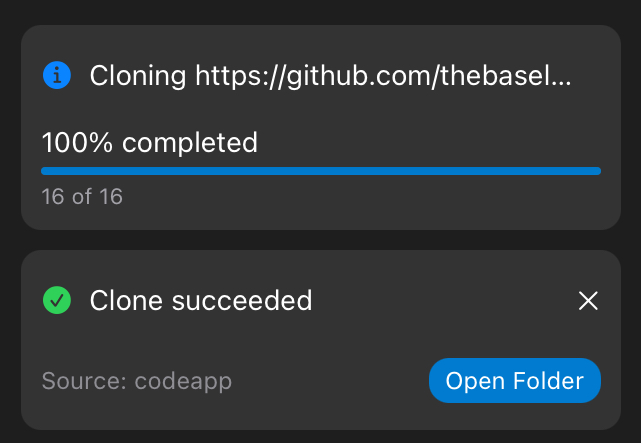 Cloning https://github.com/thebasel...
100% completed
16 of 16
Clone succeeded
Source: codeapp
Open Folder